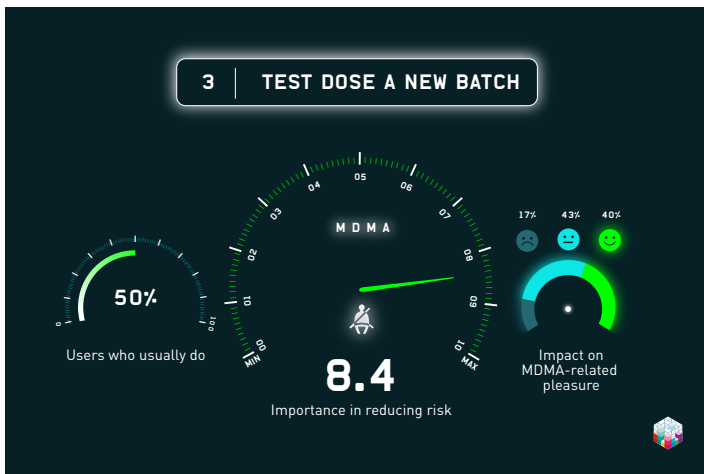 3 | TEST DOSE A NEW BATCH
MDMA
00
01
02
03
04
05
06
07
08
09
10
MIN
MAX
8.4
Importance in reducing risk
0
100
50%
Users who usually do
17%
43%
40%
Impact on
MDMA-related
pleasure